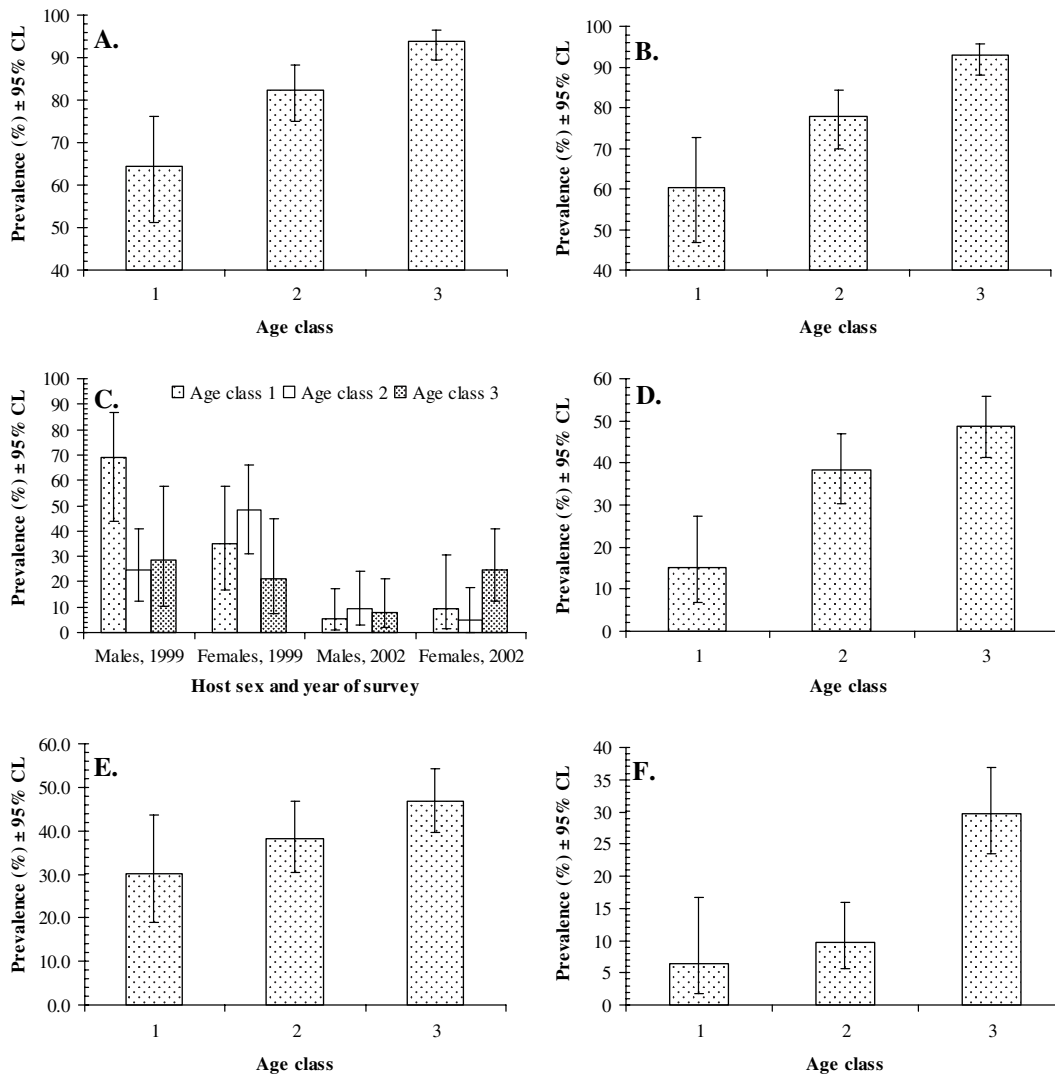 A.
Prevalence (%) ± 95% CL
100
90
80
70
60
50
40
1 2 3
Age class
B.
Prevalence (%) ± 95% CL
100
90
80
70
60
50
40
1 2 3
Age class
C.
Age class 1 Age class 2 Age class 3
Prevalence (%) ± 95% CL
100
90
80
70
60
50
40
30
20
10
0
Males, 1999 Females, 1999 Males, 2002 Females, 2002
Host sex and year of survey
D.
Prevalence (%) ± 95% CL
60
50
40
30
20
10
0
1 2 3
Age class
E.
Prevalence (%) ± 95% CL
60.0
50.0
40.0
30.0
20.0
10.0
0.0
1 2 3
Age class
F.
Prevalence (%) ± 95% CL
40
35
30
25
20
15
10
5
0
1 2 3
Age class